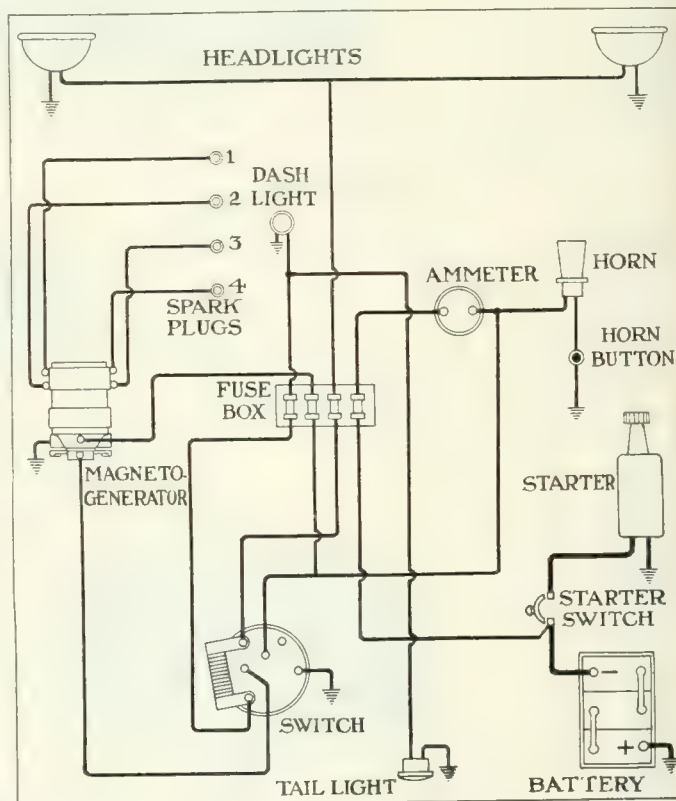 HEADLIGHTS
1
2
3
4
SPARK
PLUGS
DASH
LIGHT
AMMETER
HORN
HORN
BUTTON
FUSE
BOX
MAGNETO-
GENERATOR
STARTER
STARTER
SWITCH
SWITCH
−
+
TAIL LIGHT
BATTERY